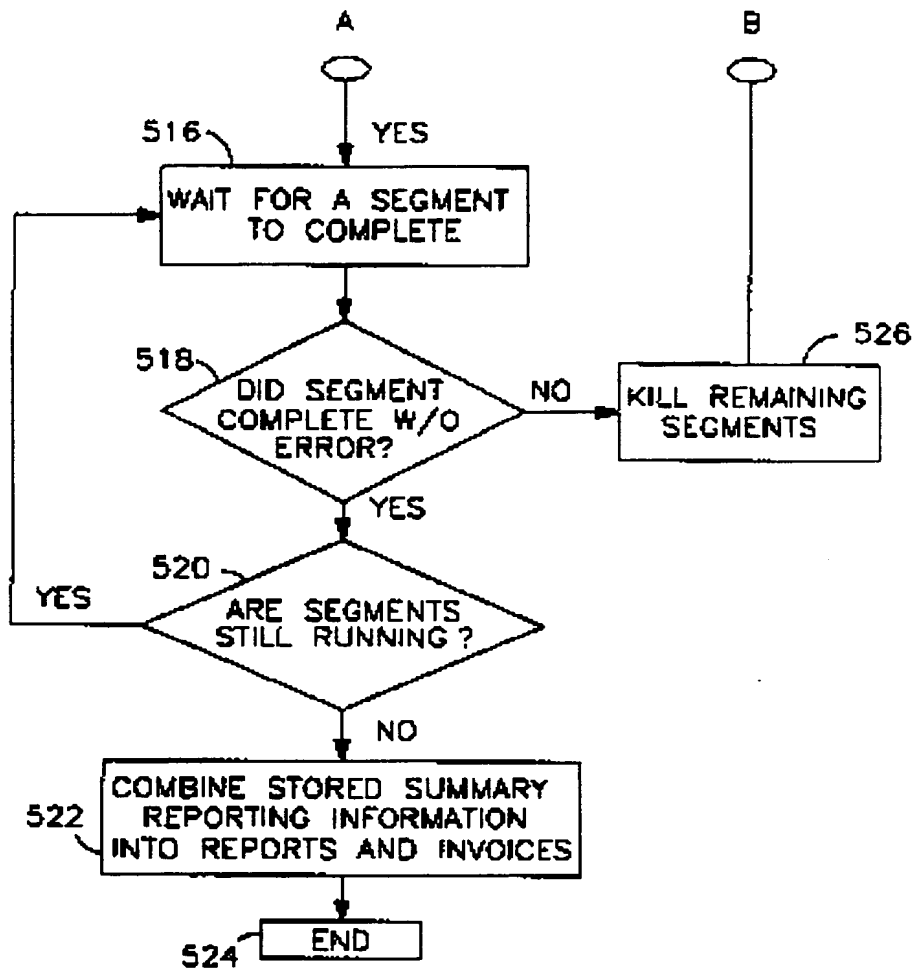 A
B
YES
516
WAIT FOR A SEGMENT
TO COMPLETE
518
DID SEGMENT
COMPLETE W/O
ERROR?
NO
526
KILL REMAINING
SEGMENTS
YES
520
ARE SEGMENTS
STILL RUNNING?
YES
NO
522
COMBINE STORED SUMMARY
REPORTING INFORMATION
INTO REPORTS AND INVOICES
524
END